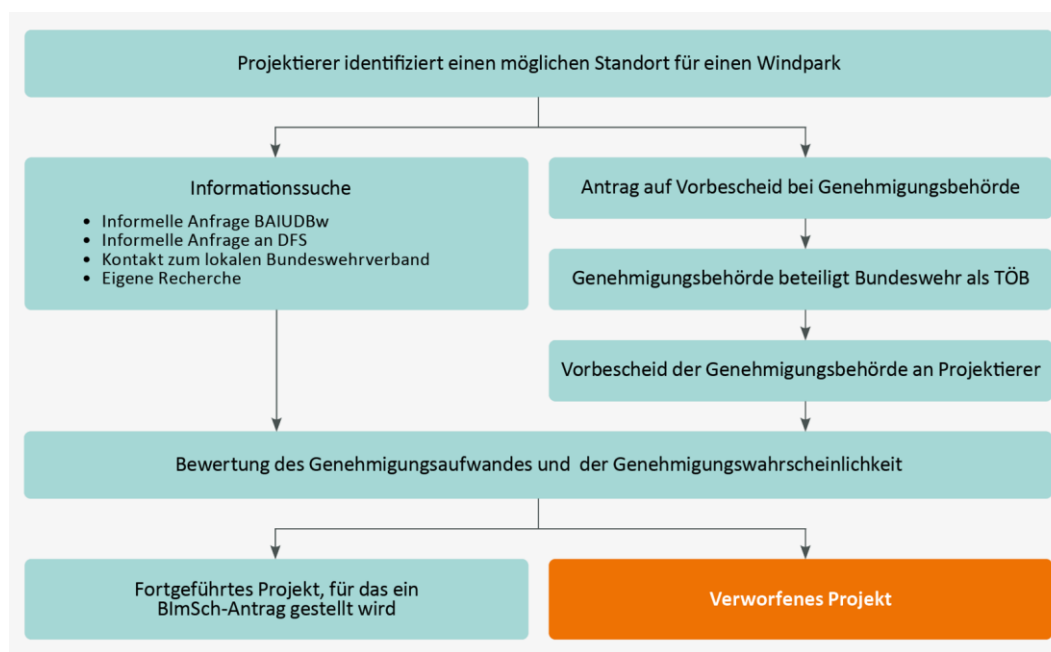 Projektierer identifiziert einen möglichen Standort für einen Windpark
Informationssuche
• Informelle Anfrage BAIUDBw
• Informelle Anfrage an DFS
• Kontakt zum lokalen Bundeswehrverband
• Eigene Recherche
Antrag auf Vorbescheid bei Genehmigungsbehörde
Genehmigungsbehörde beteiligt Bundeswehr als TÖB
Vorbescheid der Genehmigungsbehörde an Projektierer
Bewertung des Genehmigungsaufwandes und der Genehmigungswahrscheinlichkeit
Fortgeführtes Projekt, für das ein
BImSch-Antrag gestellt wird
Verworfenes Projekt